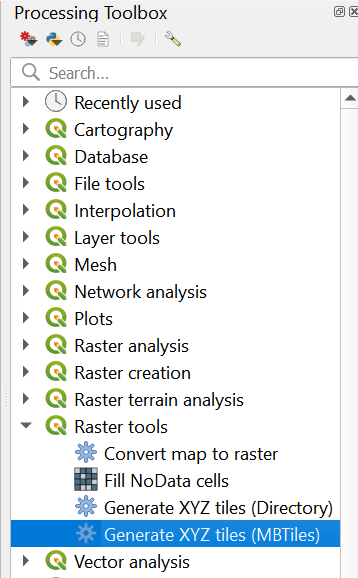 Processing Toolbox
Search...
Recently used
Cartography
Database
File tools
Interpolation
Layer tools
Mesh
Network analysis
Plots
Raster analysis
Raster creation
Raster terrain analysis
Raster tools
Convert map to raster
Fill NoData cells
Generate XYZ tiles (Directory)
Generate XYZ tiles (MBTiles)
Vector analysis